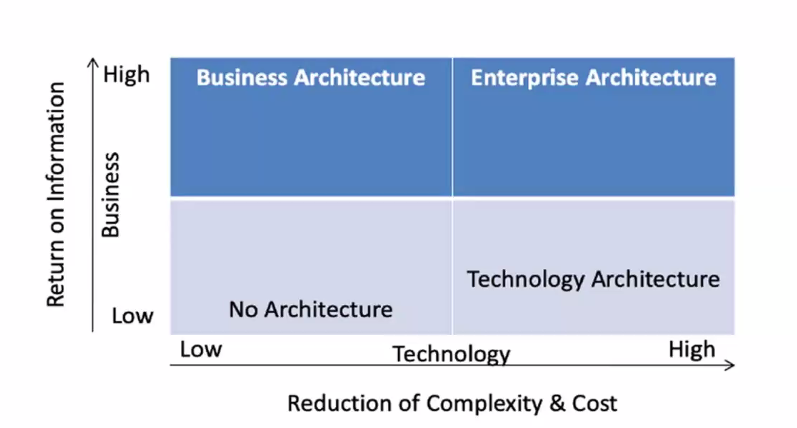 High
Business Architecture
Enterprise Architecture
Return on Information
Business
Technology Architecture
No Architecture
Low
Low
Technology
High
Reduction of Complexity & Cost